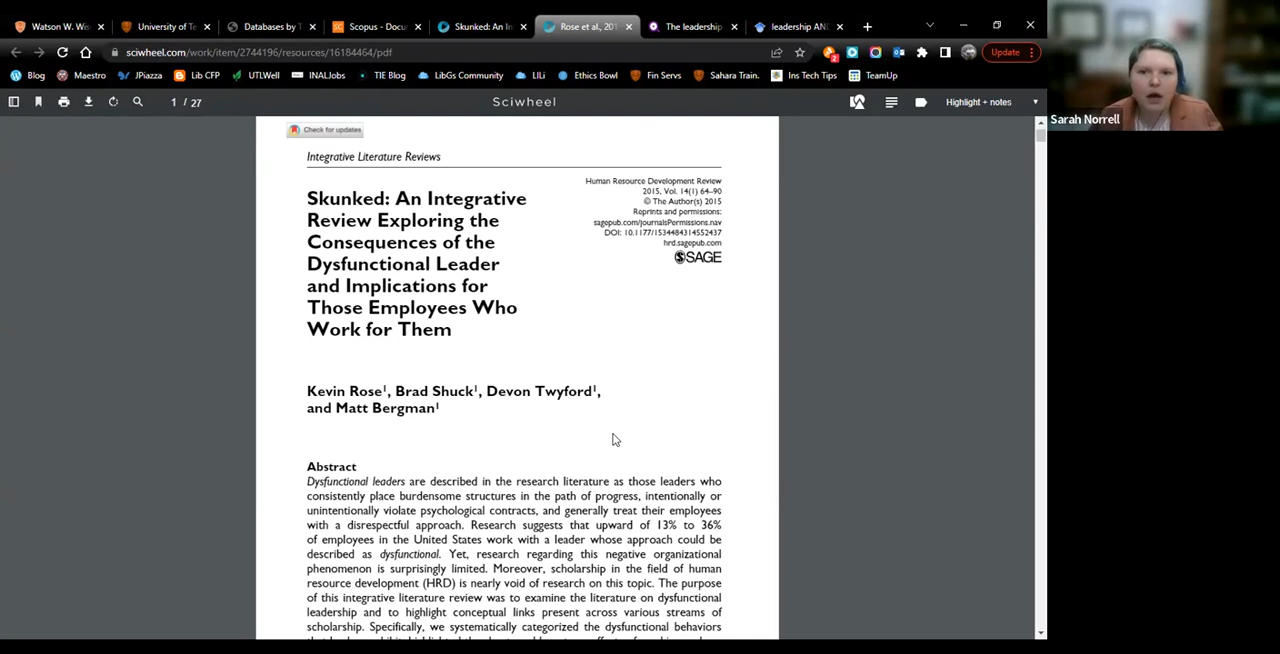 Watson W. Wis
University of Te
Databases by T
Scopus - Docu
Skunked: An In
Rose et al., 201
The leadership
leadership ANI
sciwheel.com/work/item/2744196/resources/16184464/pdf
Update
Blog
Maestro
JPiazza
Lib CFP
UTLWell
INALJobs
TIE Blog
LibGs Community
LILi
Ethics Bowl
Fin Servs
Sahara Train.
Ins Tech Tips
TeamUp
1 / 27
Sciwheel
Highlight + notes
Sarah Norrell
Check for updates
Integrative Literature Reviews
Skunked: An Integrative
Review Exploring the
Consequences of the
Dysfunctional Leader
and Implications for
Those Employees Who
Work for Them
Human Resource Development Review
2015, Vol. 14(1) 64–90
© The Author(s) 2015
Reprints and permissions:
sagepub.com/journalsPermissions.nav
DOI: 10.1177/1534484314552437
hrd.sagepub.com
SAGE
Kevin Rose¹, Brad Shuck¹, Devon Twyford¹,
and Matt Bergman¹
Abstract
Dysfunctional leaders are described in the research literature as those leaders who
consistently place burdensome structures in the path of progress, intentionally or
unintentionally violate psychological contracts, and generally treat their employees
with a disrespectful approach. Research suggests that upward of 13% to 36%
of employees in the United States work with a leader whose approach could be
described as dysfunctional. Yet, research regarding this negative organizational
phenomenon is surprisingly limited. Moreover, scholarship in the field of human
resource development (HRD) is nearly void of research on this topic. The purpose
of this integrative literature review was to examine the literature on dysfunctional
leadership and to highlight conceptual links present across various streams of
scholarship. Specifically, we systematically categorized the dysfunctional behaviors